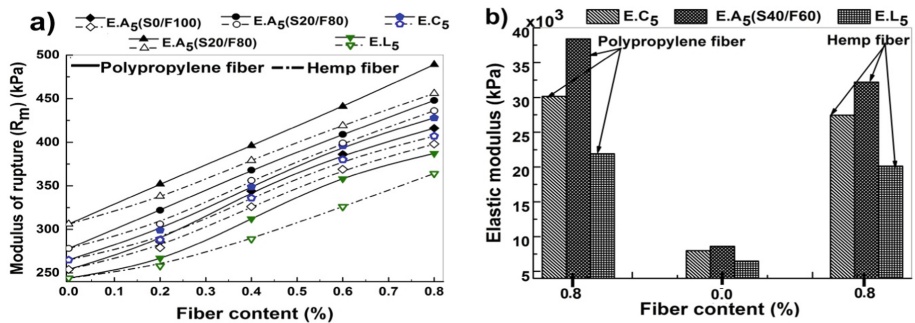 a)
E.A5(S0/F100) E.A5(S20/F80) E.C5
E.A5(S20/F80) E.L5
Polypropylene fiber Hemp fiber
Modulus of rupture (Rm) (kPa)
500
450
400
350
300
250
0.0 0.1 0.2 0.3 0.4 0.5 0.6 0.7 0.8
Fiber content (%)
b)
×10³
E.C5 E.A5(S40/F60) E.L5
Polypropylene fiber Hemp fiber
Elastic modulus (kPa)
40
35
30
25
20
15
10
5
0.8 0.0 0.8
Fiber content (%)